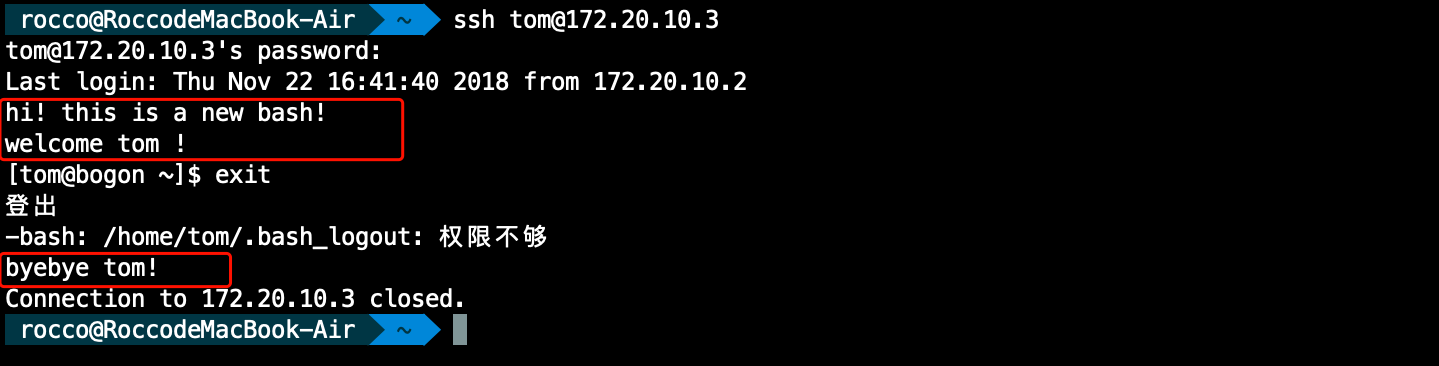 rocco@RoccodeMacBook-Air ~ ssh tom@172.20.10.3
tom@172.20.10.3's password:
Last login: Thu Nov 22 16:41:40 2018 from 172.20.10.2
hi! this is a new bash!
welcome tom !
[tom@bogon ~]$ exit
登出
-bash: /home/tom/.bash_logout: 权限不够
byebye tom!
Connection to 172.20.10.3 closed.
rocco@RoccodeMacBook-Air ~